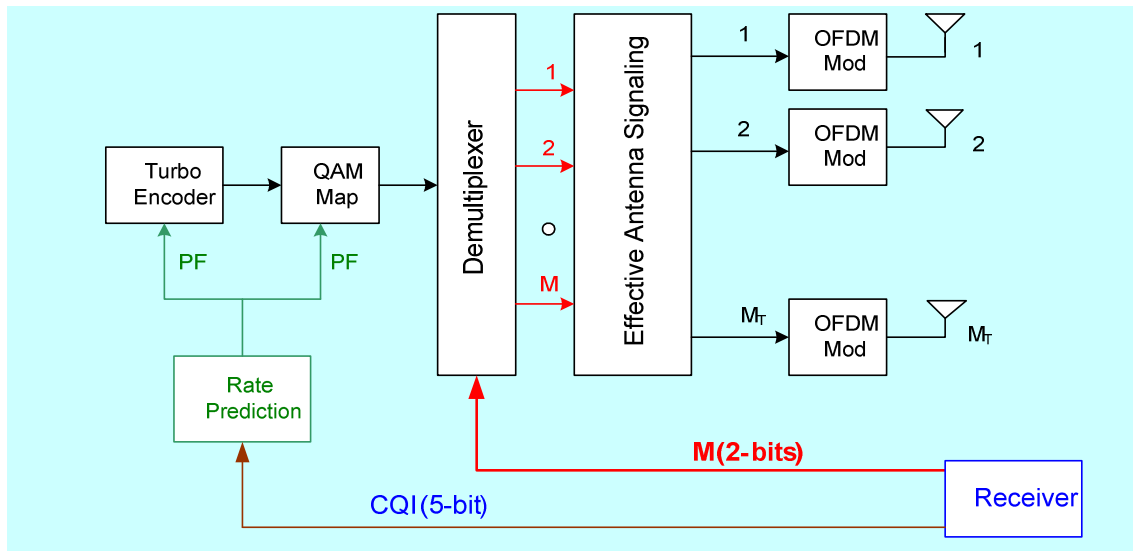 Turbo
Encoder
QAM
Map
Demultiplexer
1
2
M
Effective Antenna Signaling
1
OFDM
Mod
1
2
OFDM
Mod
2
MT
OFDM
Mod
MT
PF
PF
Rate
Prediction
M(2-bits)
CQI(5-bit)
Receiver